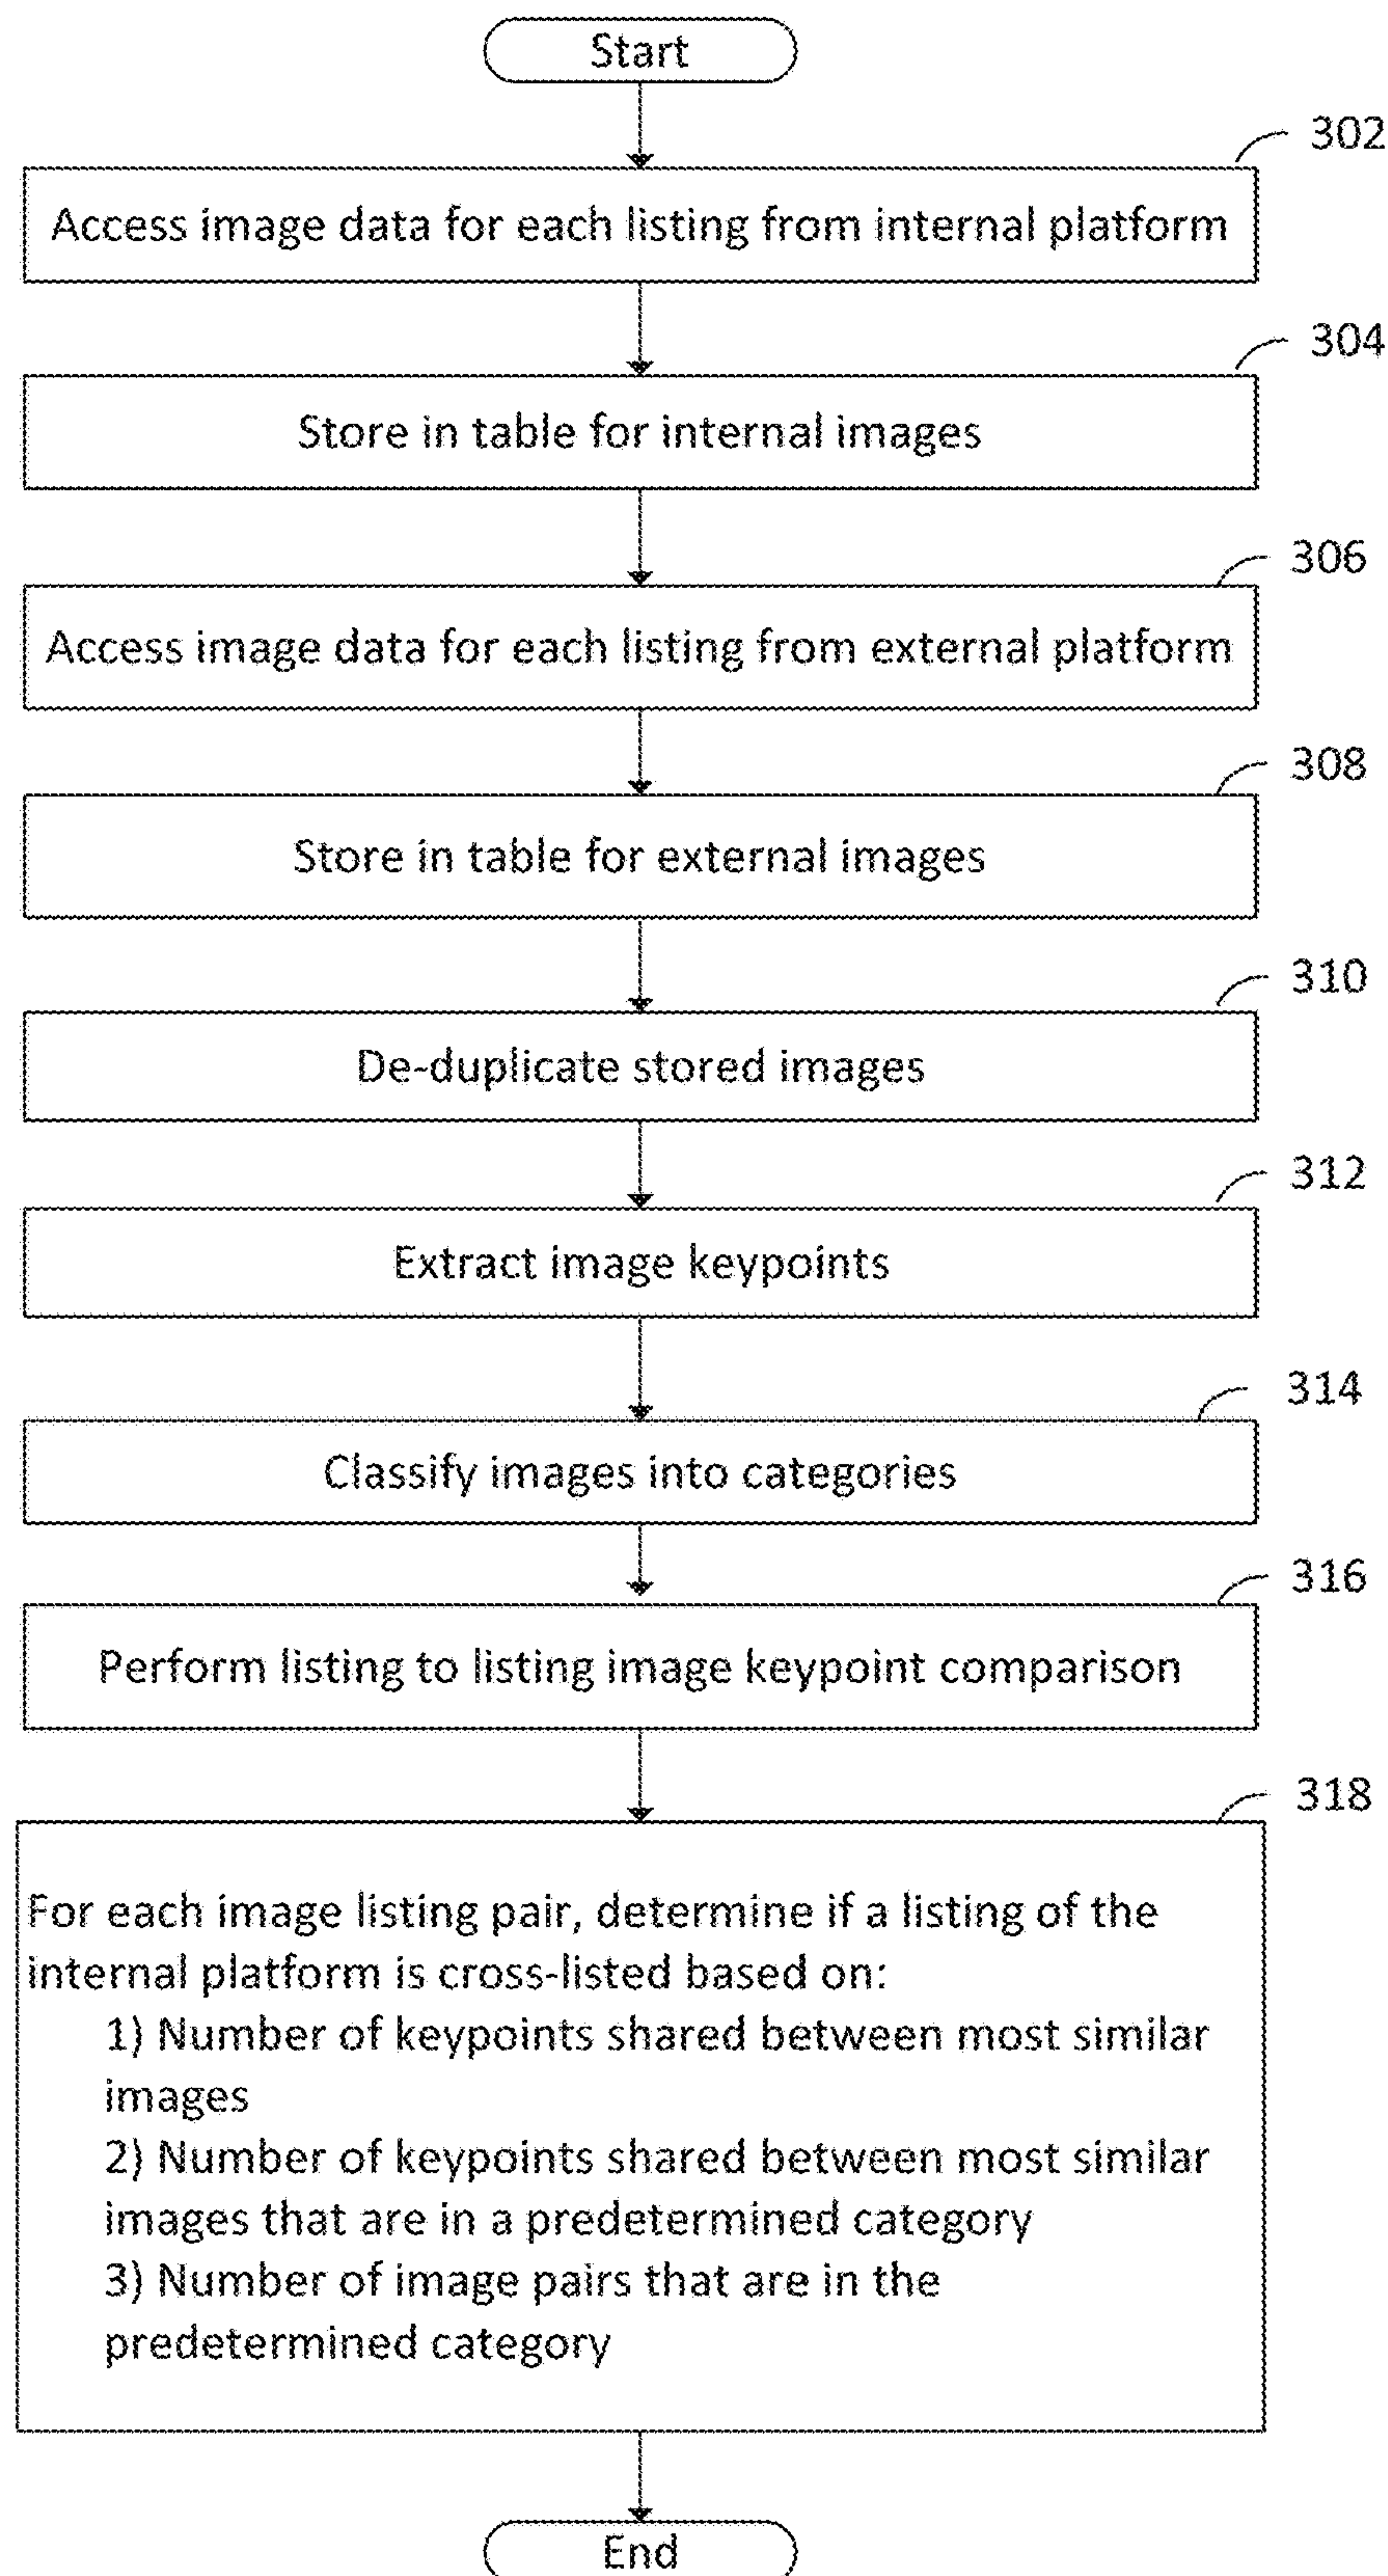 Start
302
Access image data for each listing from internal platform
304
Store in table for internal images
306
Access image data for each listing from external platform
308
Store in table for external images
310
De-duplicate stored images
312
Extract image keypoints
314
Classify images into categories
316
Perform listing to listing image keypoint comparison
318
For each image listing pair, determine if a listing of the
internal platform is cross-listed based on:
1) Number of keypoints shared between most similar
images
2) Number of keypoints shared between most similar
images that are in a predetermined category
3) Number of image pairs that are in the
predetermined category
End